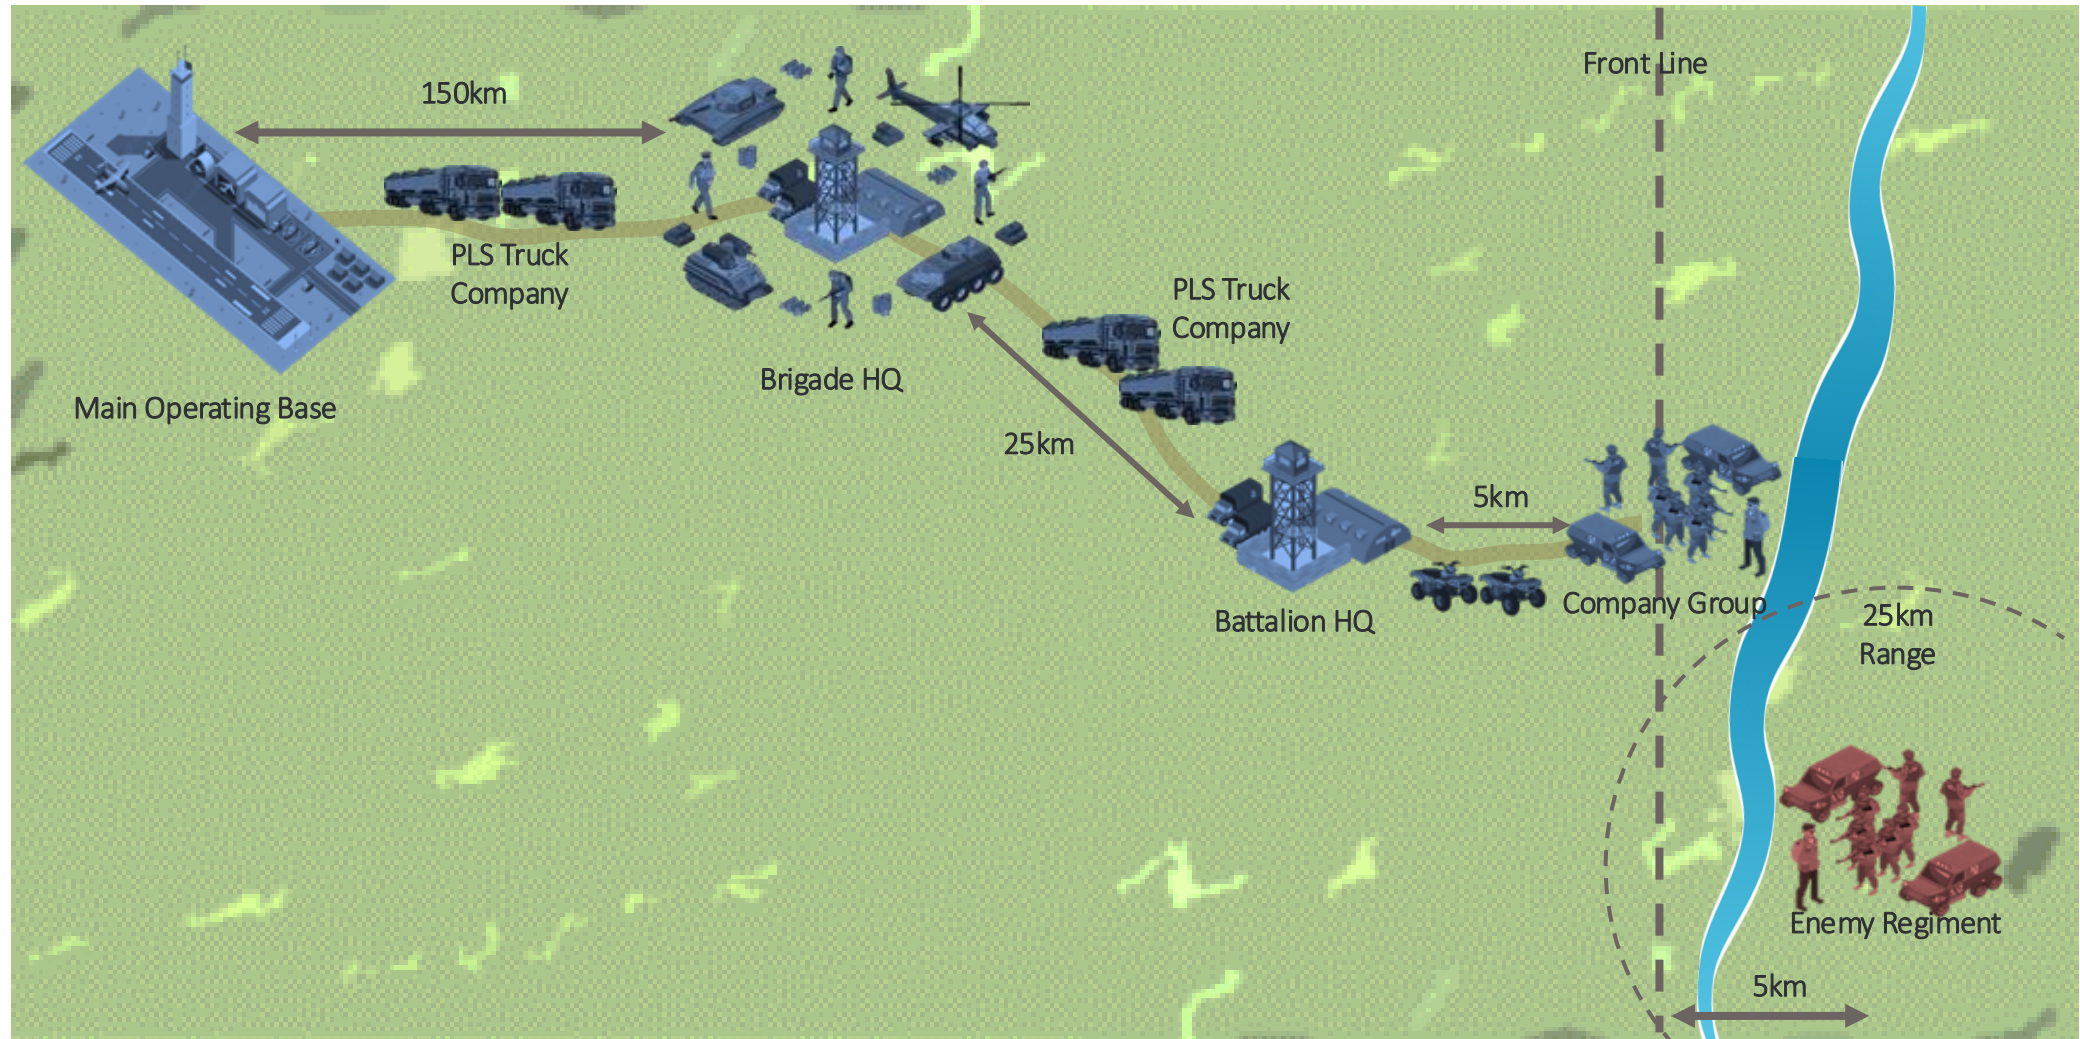 Front Line
150km
PLS Truck
Company
PLS Truck
Company
Brigade HQ
Main Operating Base
25km
5km
Company Group
Battalion HQ
25km
Range
Enemy Regiment
5km